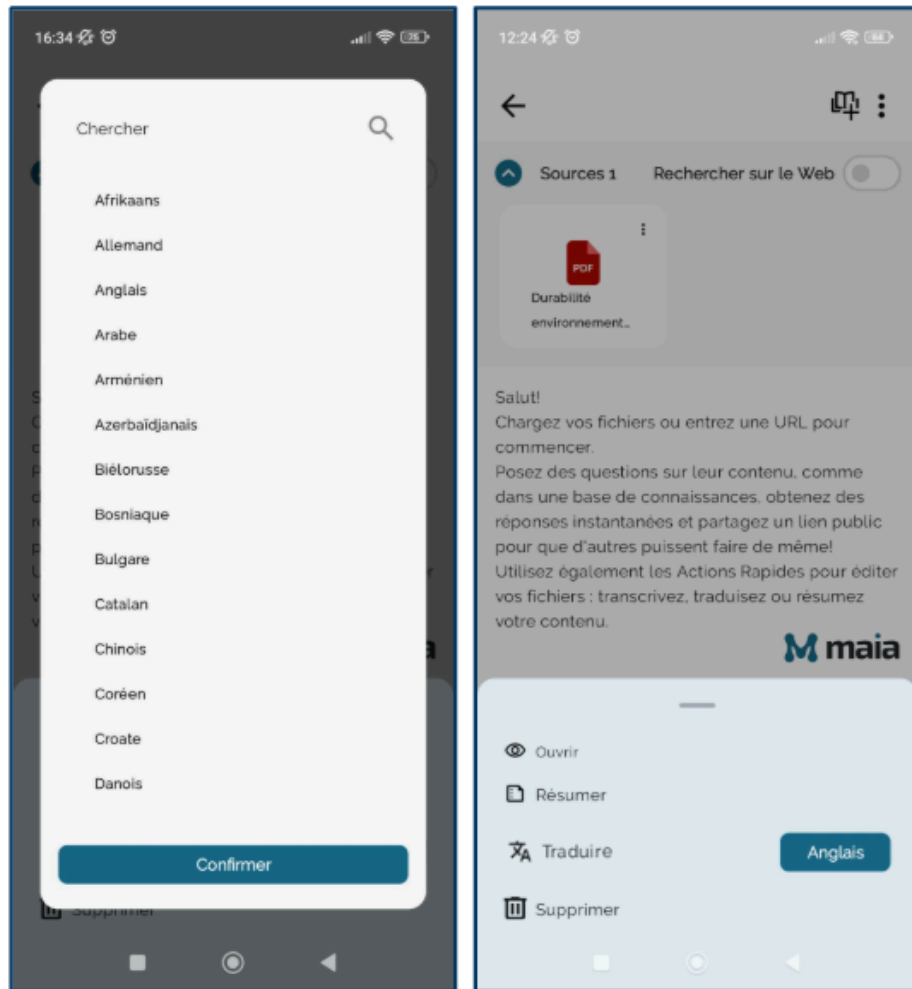 16:34
35
Chercher
Afrikaans
Allemand
Anglais
Arabe
Arménien
Azerbaïdjanais
Biélorusse
Bosniaque
Bulgare
Catalan
Chinois
Coréen
Croate
Danois
Confirmer
Supprimer
12:24
Sources 1 Rechercher sur le Web
PDF
Durabilité
environnement...
Salut!
Chargez vos fichiers ou entrez une URL pour
commencer.
Posez des questions sur leur contenu, comme
dans une base de connaissances, obtenez des
réponses instantanées et partagez un lien public
pour que d'autres puissent faire de même!
Utilisez également les Actions Rapides pour éditer
vos fichiers : transcrivez, traduisez ou résumez
votre contenu.
maia
Ouvrir
Résumer
Traduire Anglais
Supprimer